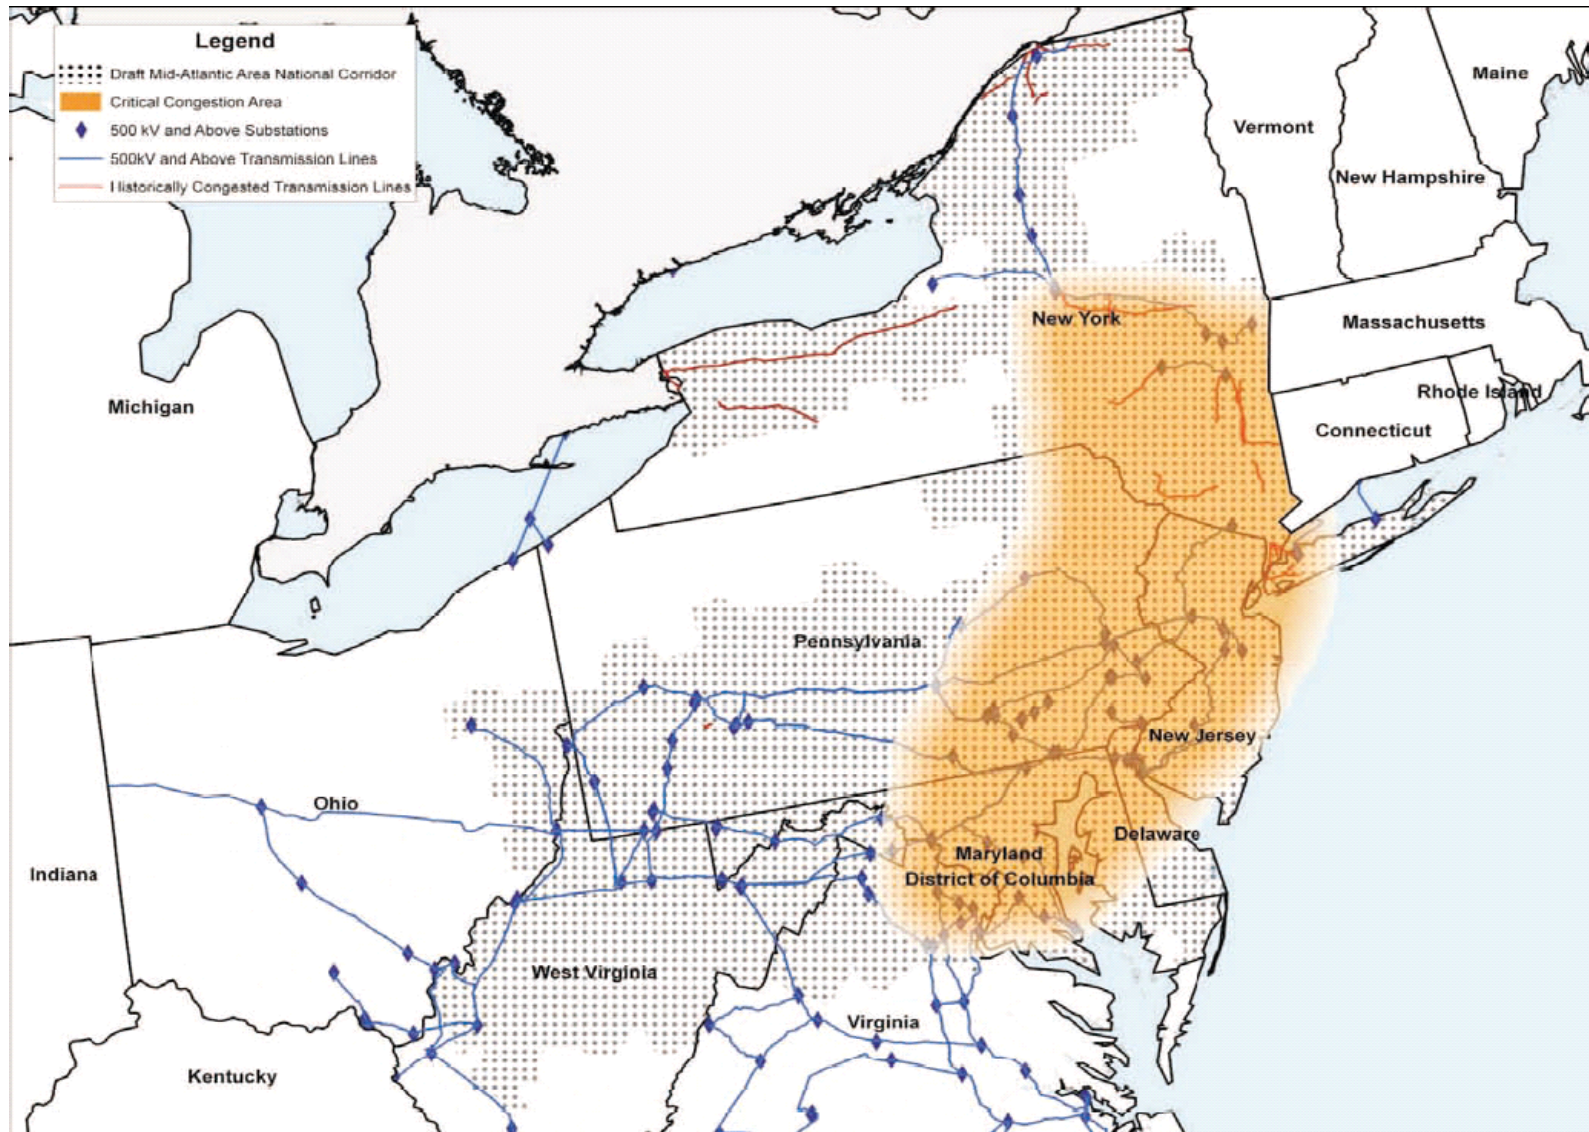 Legend
Draft Mid-Atlantic Area National Corridor
Critical Congestion Area
500 kV and Above Substations
500kV and Above Transmission Lines
Historically Congested Transmission Lines
Maine
Vermont
New Hampshire
New York
Massachusetts
Rhode Island
Connecticut
Michigan
Pennsylvania
New Jersey
Ohio
Delaware
Maryland
District of Columbia
Indiana
West Virginia
Virginia
Kentucky